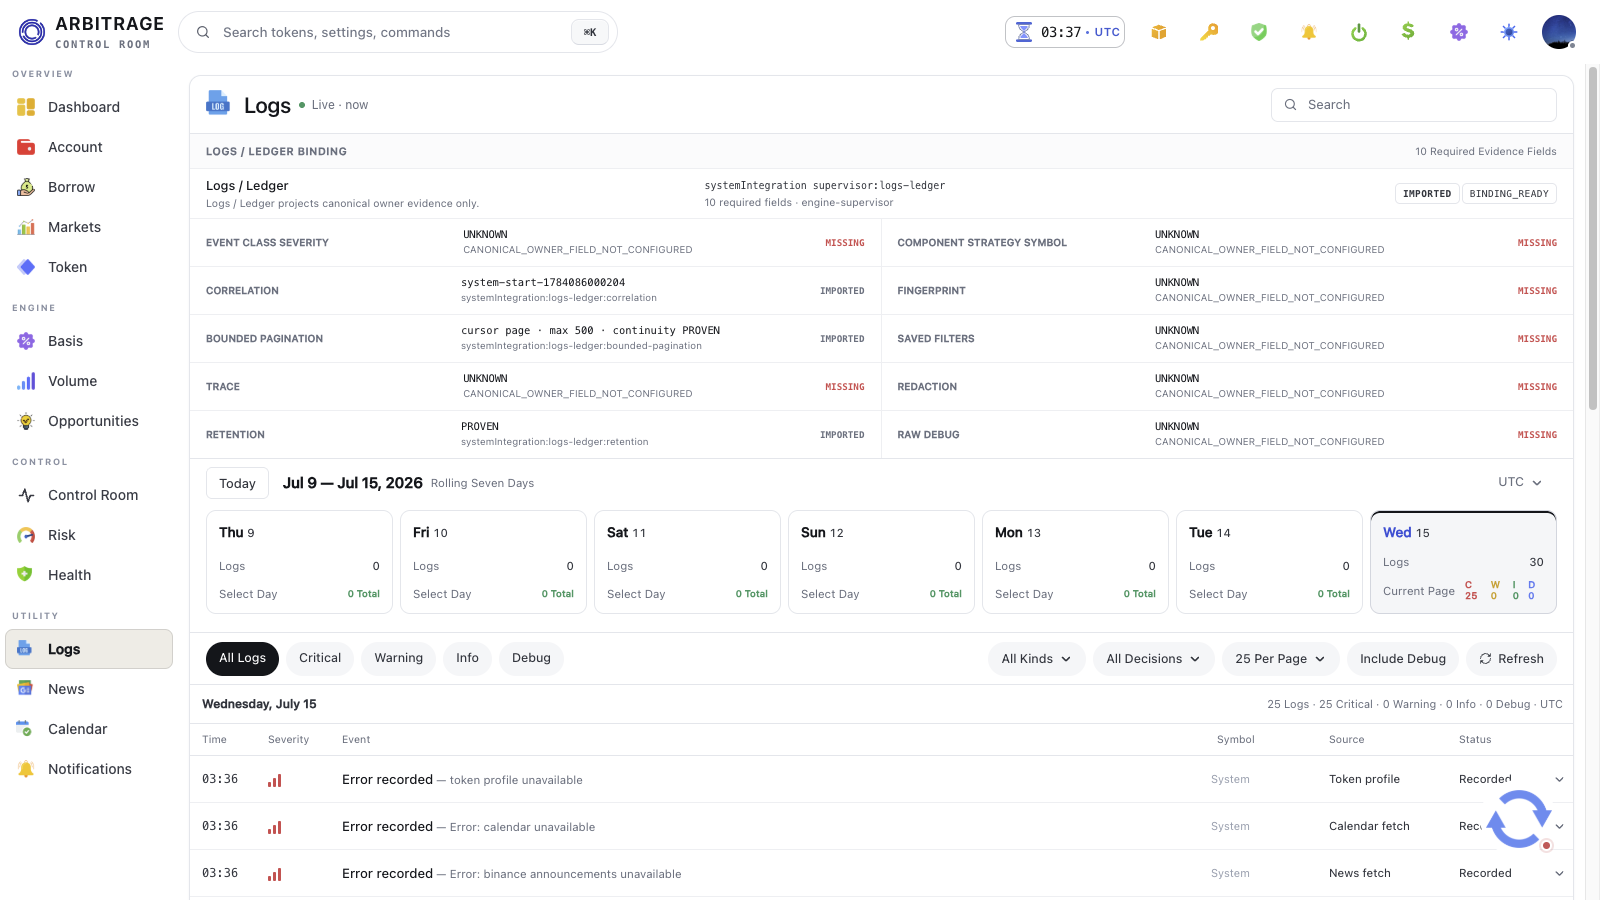 ARBITRAGE
CONTROL ROOM
Search tokens, settings, commands
⌘K
03:37 · UTC
OVERVIEW
Dashboard
Account
Borrow
Markets
Token
ENGINE
Basis
Volume
Opportunities
CONTROL
Control Room
Risk
Health
UTILITY
Logs
News
Calendar
Notifications
LOG
Logs
Live · now
Search
LOGS / LEDGER BINDING
10 Required Evidence Fields
Logs / Ledger
Logs / Ledger projects canonical owner evidence only.
systemIntegration supervisor:logs-ledger
10 required fields · engine-supervisor
IMPORTED
BINDING_READY
EVENT CLASS SEVERITY
UNKNOWN
CANONICAL_OWNER_FIELD_NOT_CONFIGURED
MISSING
COMPONENT STRATEGY SYMBOL
UNKNOWN
CANONICAL_OWNER_FIELD_NOT_CONFIGURED
MISSING
CORRELATION
system-start-1784086000204
systemIntegration:logs-ledger:correlation
IMPORTED
FINGERPRINT
UNKNOWN
CANONICAL_OWNER_FIELD_NOT_CONFIGURED
MISSING
BOUNDED PAGINATION
cursor page · max 500 · continuity PROVEN
systemIntegration:logs-ledger:bounded-pagination
IMPORTED
SAVED FILTERS
UNKNOWN
CANONICAL_OWNER_FIELD_NOT_CONFIGURED
MISSING
TRACE
UNKNOWN
CANONICAL_OWNER_FIELD_NOT_CONFIGURED
MISSING
REDACTION
UNKNOWN
CANONICAL_OWNER_FIELD_NOT_CONFIGURED
MISSING
RETENTION
PROVEN
systemIntegration:logs-ledger:retention
IMPORTED
RAW DEBUG
UNKNOWN
CANONICAL_OWNER_FIELD_NOT_CONFIGURED
MISSING
Today
Jul 9 — Jul 15, 2026
Rolling Seven Days
UTC
Thu 9
Logs 0
Select Day 0 Total
Fri 10
Logs 0
Select Day 0 Total
Sat 11
Logs 0
Select Day 0 Total
Sun 12
Logs 0
Select Day 0 Total
Mon 13
Logs 0
Select Day 0 Total
Tue 14
Logs 0
Select Day 0 Total
Wed 15
Logs 30
Current Page
C W I D
25 0 0 0
All Logs
Critical
Warning
Info
Debug
All Kinds
All Decisions
25 Per Page
Include Debug
Refresh
Wednesday, July 15
25 Logs · 25 Critical · 0 Warning · 0 Info · 0 Debug · UTC
Time Severity Event Symbol Source Status
03:36 Error recorded — token profile unavailable System Token profile Recorded
03:36 Error recorded — Error: calendar unavailable System Calendar fetch
03:36 Error recorded — Error: binance announcements unavailable System News fetch Recorded